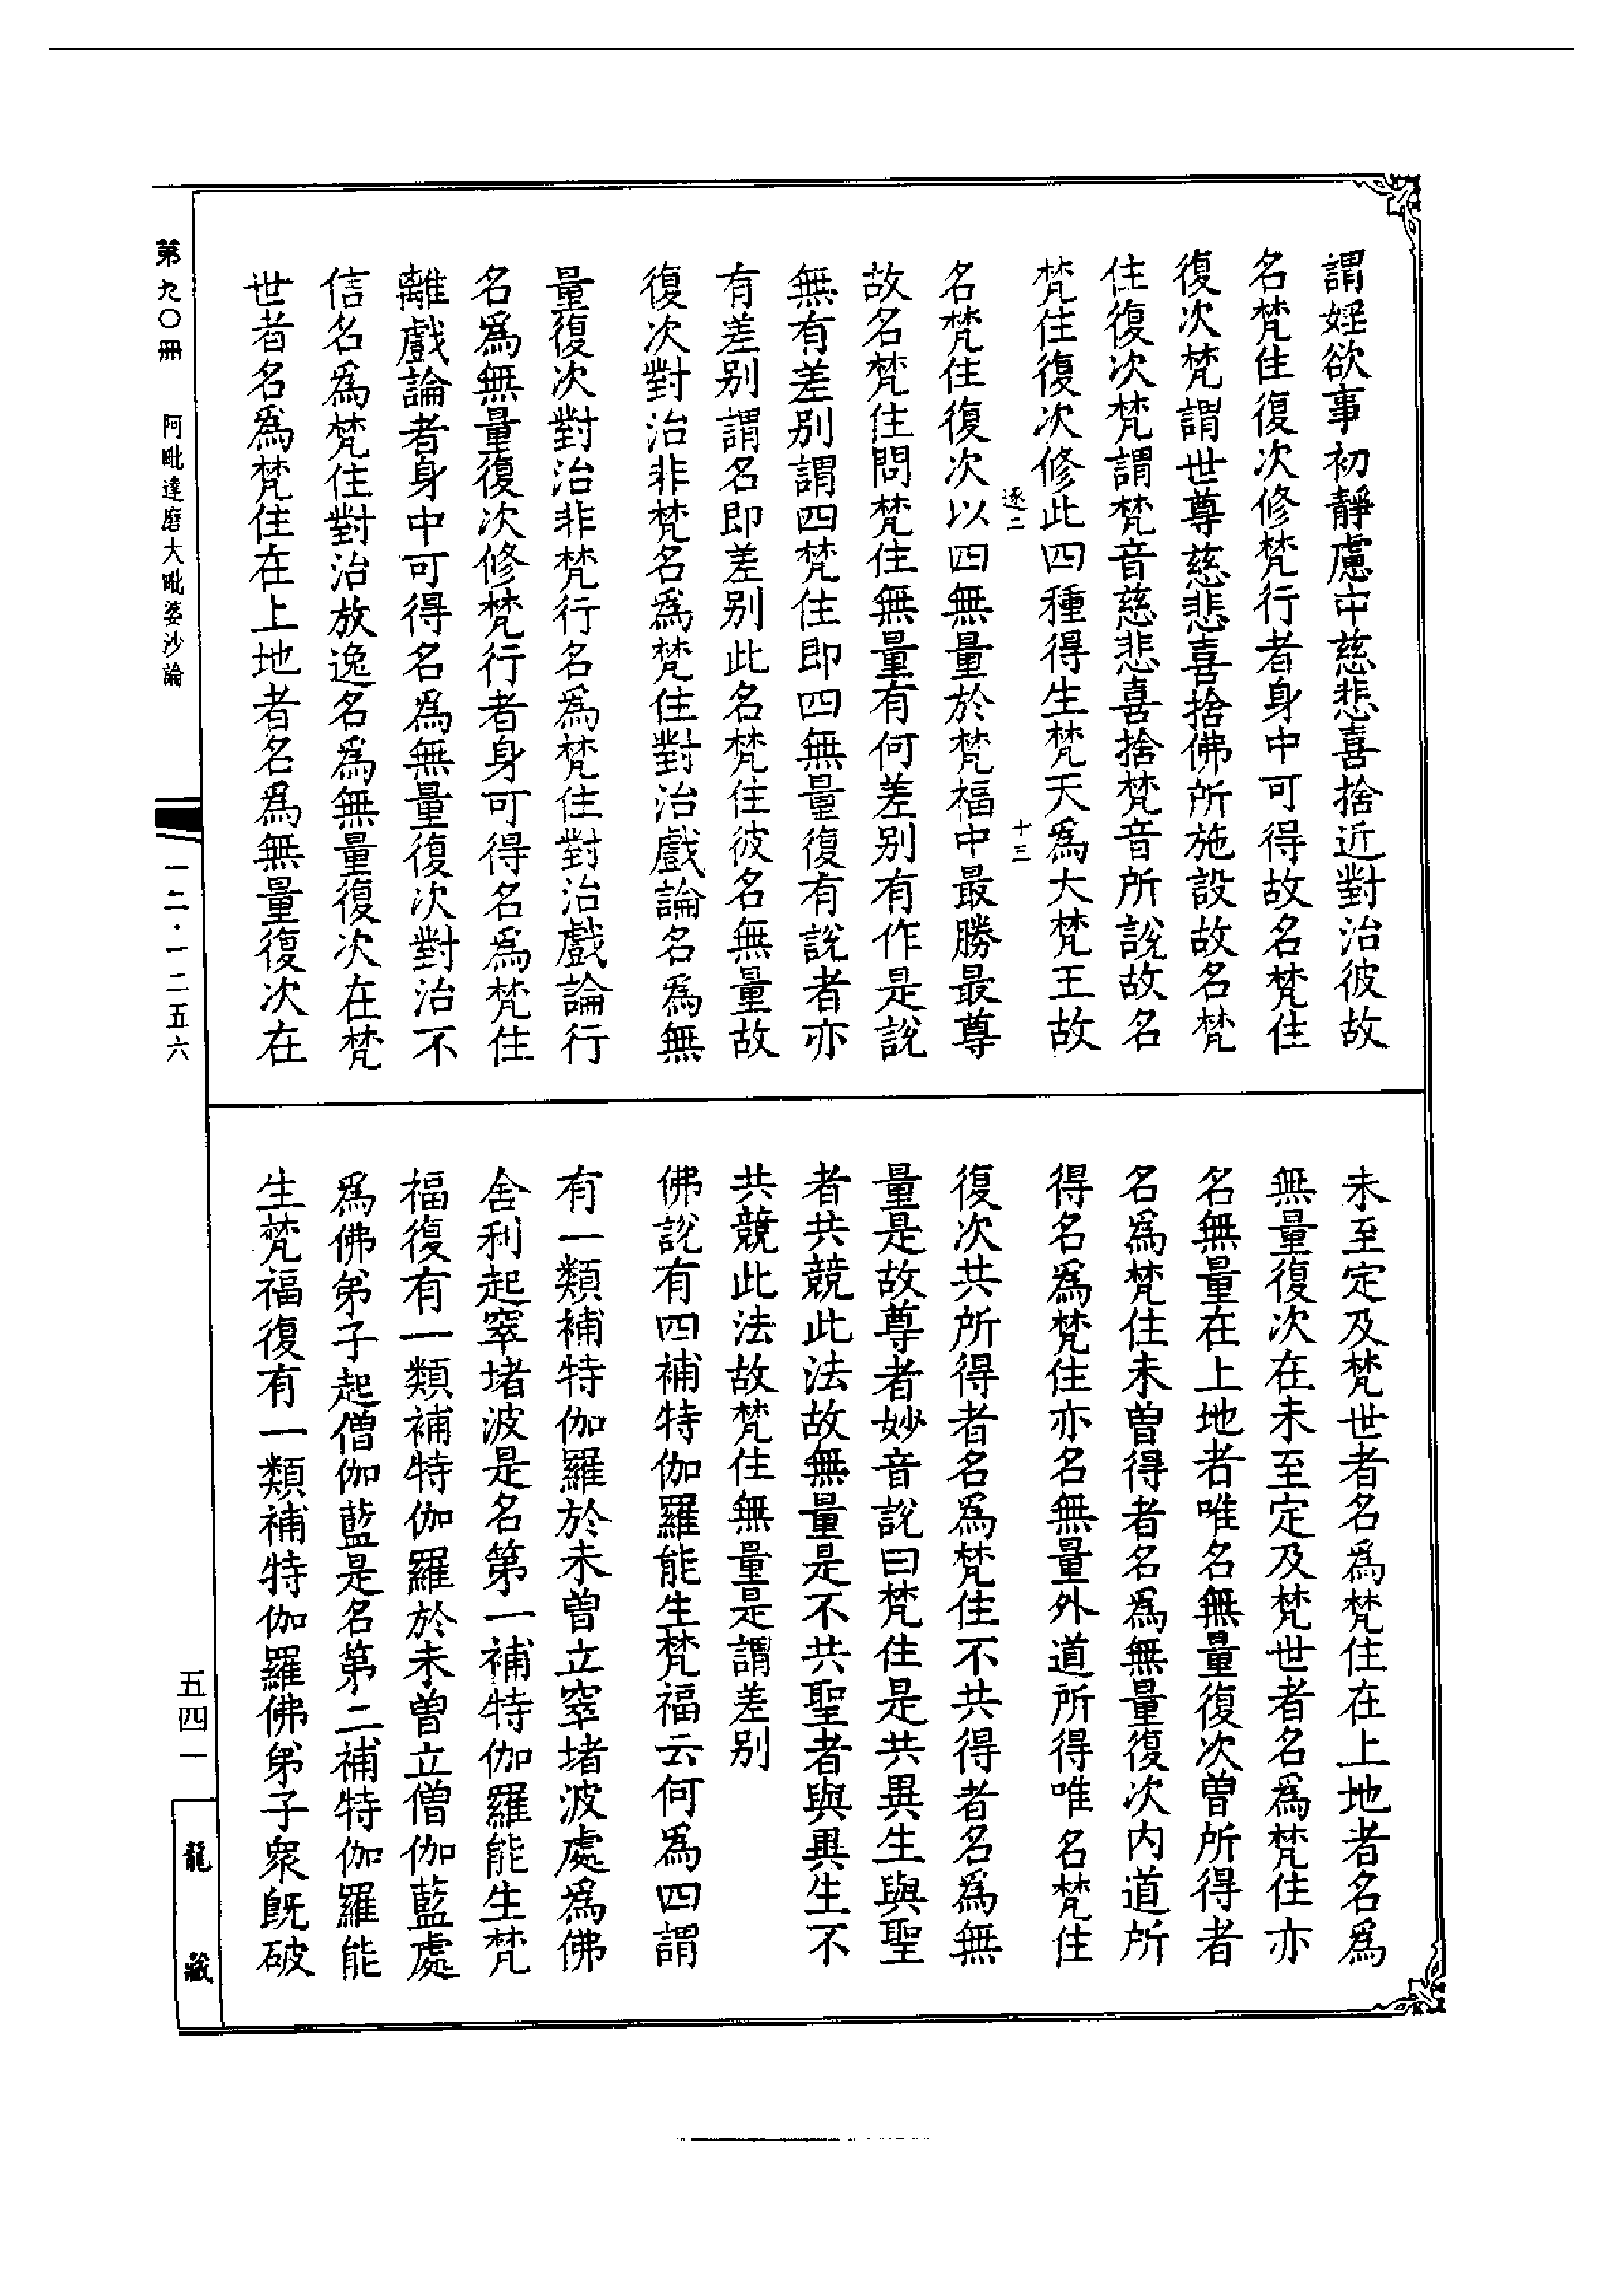 謂婬欲事初靜慮中慈悲喜捨近對治彼故
名梵住復次修梵行者身中可得故名梵住
復次梵謂世尊慈悲喜捨佛所施設故名梵
住復次梵謂梵音慈悲喜捨梵音所說故名
梵住復次修此四種得生梵天爲大梵王故
逐二
十三
名梵住復次以四無量於梵福中最勝最尊
故名梵住問梵住無量有何差別有作是說
無有差別謂四梵住即四無量復有說者亦
有差別謂名即差別此名梵住彼名無量故
復次對治非梵名爲梵住對治戲論名爲無
量復次對治非梵行名爲梵住對治戲論行
名爲無量復次修梵行者身可得名爲梵住
離戲論者身中可得名爲無量復次對治不
信名爲梵住對治放逸名爲無量復次在梵
世者名爲梵住在上地者名爲無量復次在
未至定及梵世者名爲梵住在上地者名爲
無量復次在未至定及梵世者名爲梵住亦
名無量在上地者唯名無量復次曾所得者
名爲梵住未曾得者名爲無量復次內道所
得名爲梵住亦名無量外道所得唯名梵住
復次共所得者名爲梵住不共得者名爲無
量是故尊者妙音說曰梵住是共異生與聖
者共競此法故無量是不共聖者與異生不
共競此法故梵住無量是謂差別
佛說有四補特伽羅能生梵福云何爲四謂
有一類補特伽羅於未曾立窣堵波處爲佛
舍利起窣堵波是名第一補特伽羅能生梵
福復有一類補特伽羅於未曾立僧伽藍處
爲佛弟子起僧伽藍是名第二補特伽羅能
生梵福復有一類補特伽羅佛弟子衆旣破
第九〇冊 阿毗達磨大毗婆沙論
一二·一二五六
五四一
龍藏